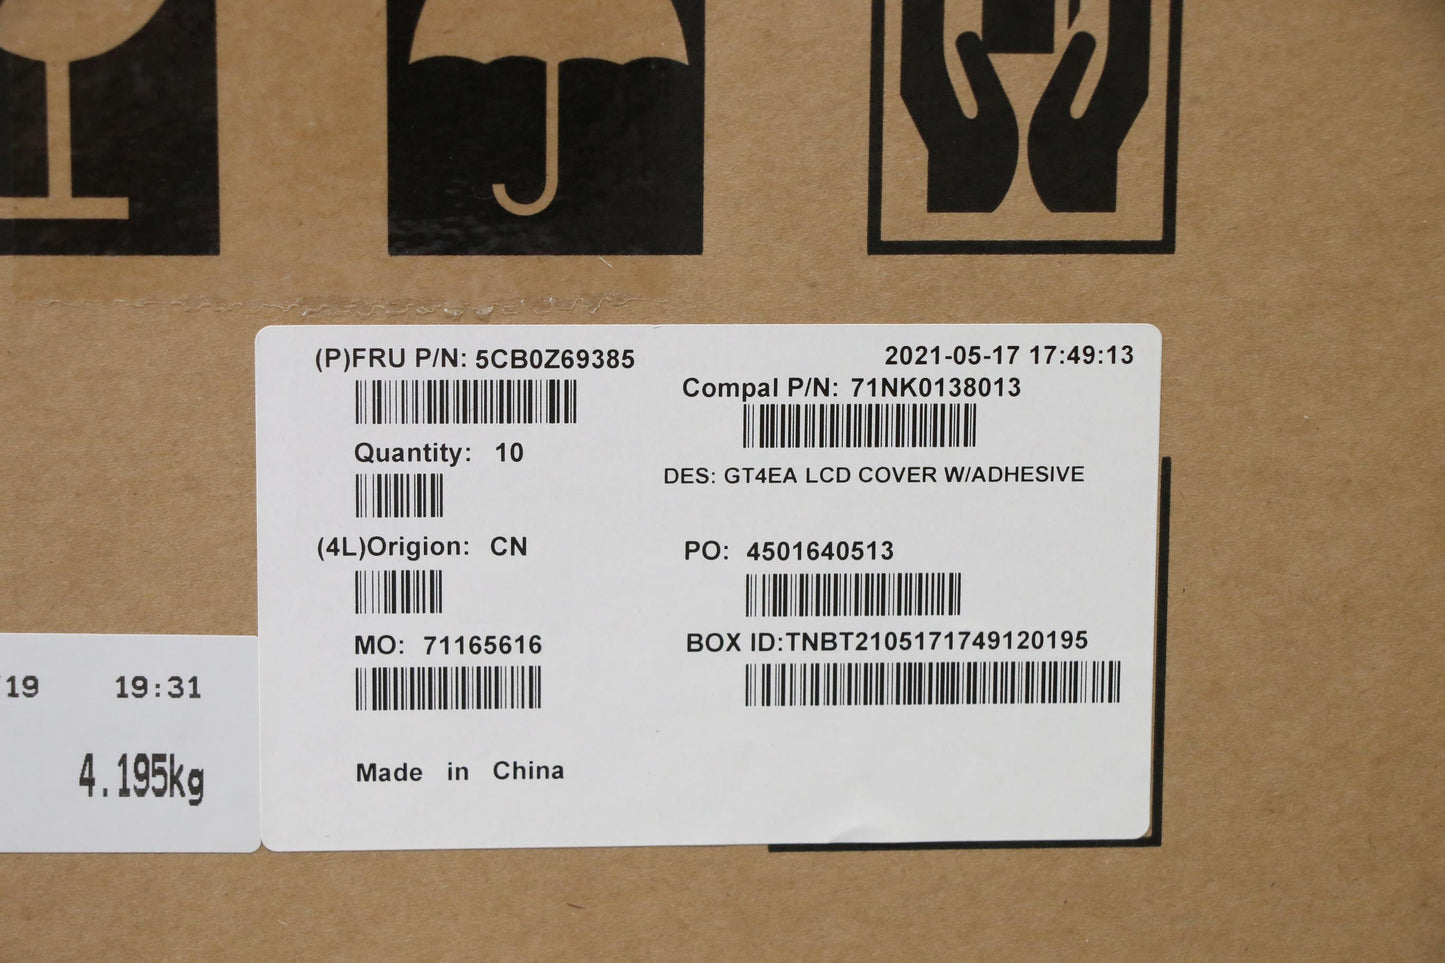 (P)FRU P/N: 5CB0Z69385
2021-05-17 17:49:13
Compal P/N: 71NK0138013
Quantity: 10
DES: GT4EA LCD COVER W/ADHESIVE
(4L)Origion: CN
PO: 4501640513
MO: 71165616
BOX ID:TNBT2105171749120195
Made in China
/19 19:31
4.195kg